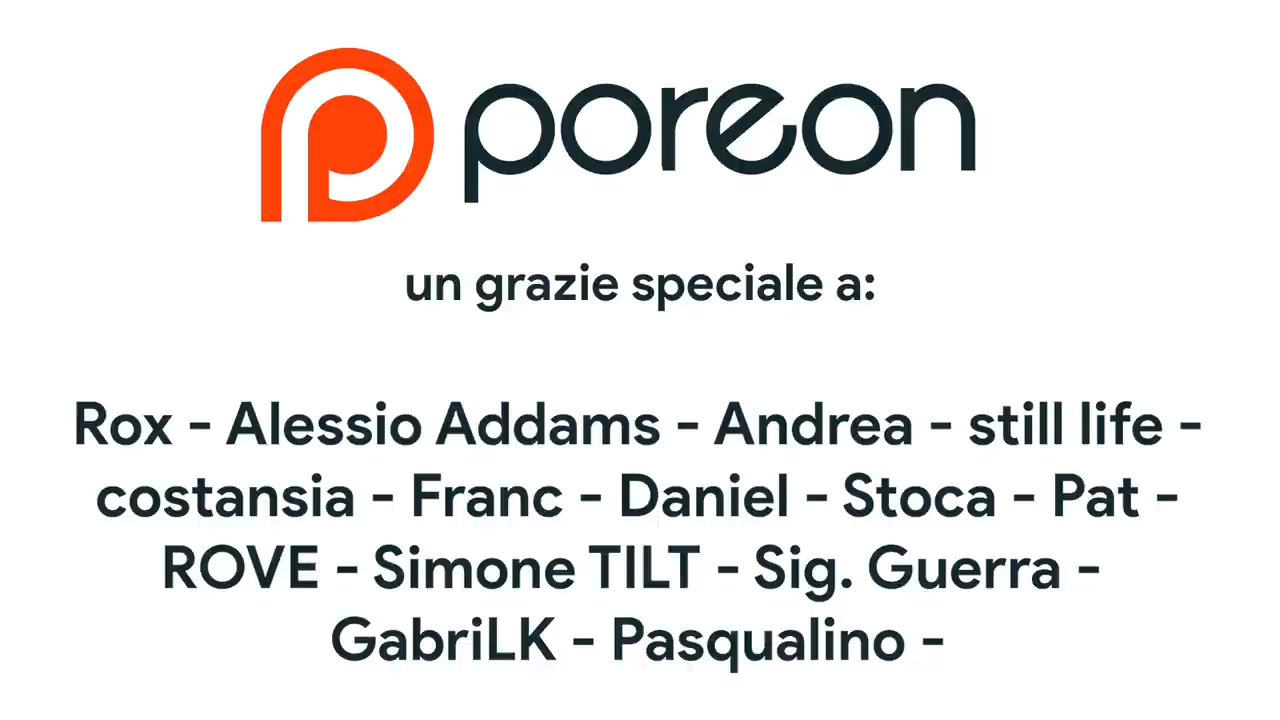 poreon
un grazie speciale a:
Rox - Alessio Addams - Andrea - still life -
costansia - Franc - Daniel - Stoca - Pat -
ROVE - Simone TILT - Sig. Guerra -
GabriLK - Pasqualino -